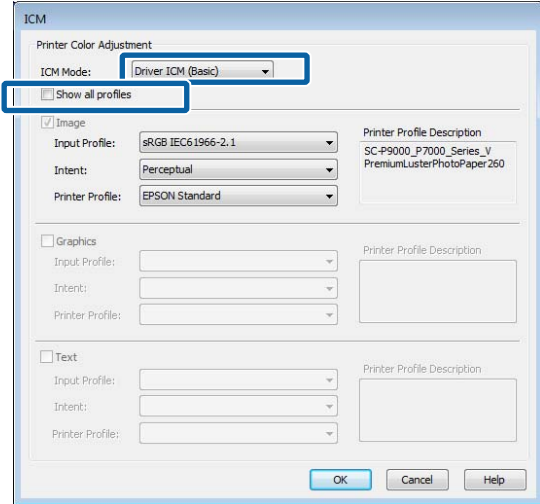 ICM
Printer Color Adjustment
ICM Mode: Driver ICM (Basic)
Show all profiles
Image
Input Profile: sRGB IEC61966-2.1
Intent: Perceptual
Printer Profile: EPSON Standard
Printer Profile Description
SC-P9000_P7000_Series_V
PremiumLusterPhotoPaper260
Graphics
Input Profile:
Intent:
Printer Profile:
Printer Profile Description
Text
Input Profile:
Intent:
Printer Profile:
Printer Profile Description
OK Cancel Help